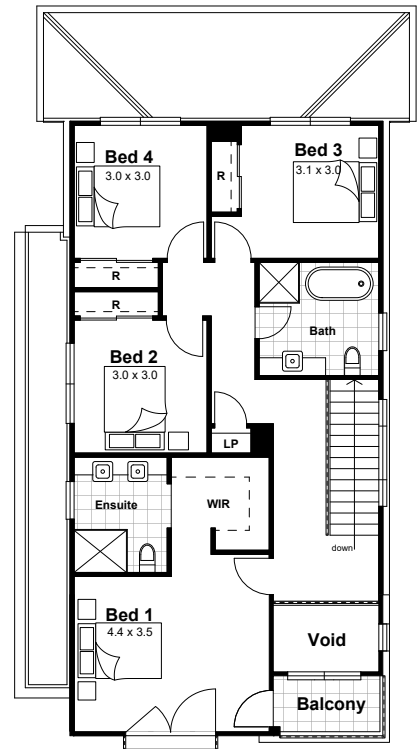 Bed 4
3.0 x 3.0
Bed 3
3.1 x 3.0
R
R
R
Bath
Bed 2
3.0 x 3.0
LP
Ensuite
WIR
down
Bed 1
4.4 x 3.5
Void
Balcony